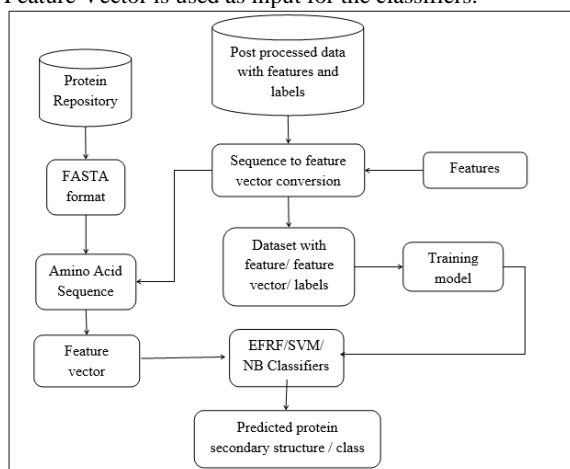 Feature Vector is used as input for the classifiers.
Post processed data
with features and
labels
Protein
Repository
Sequence to feature
vector conversion
Features
FASTA
format
Dataset with
feature/ feature
vector/ labels
Training
model
Amino Acid
Sequence
Feature
vector
EFRF/SVM/
NB Classifiers
Predicted protein
secondary structure / class